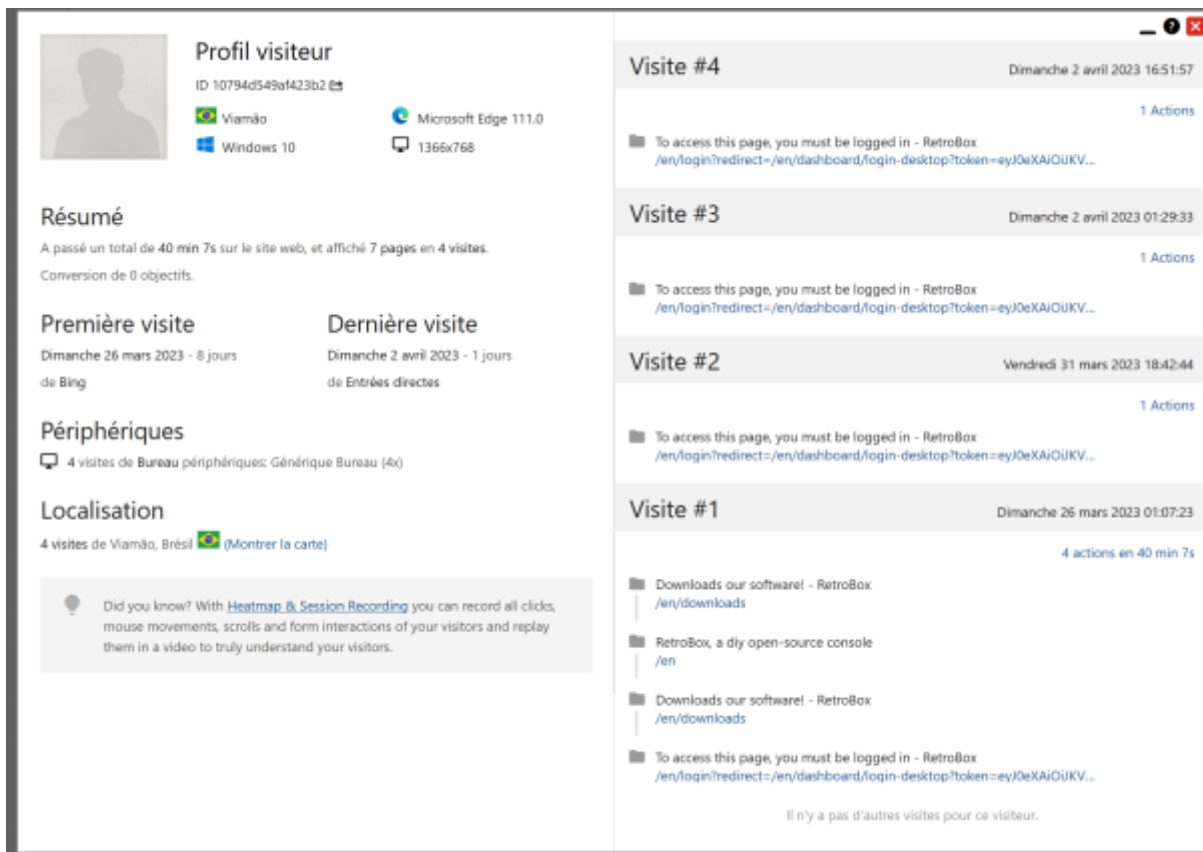 Profil visiteur
ID 10794d549af423b2
Viamão
Microsoft Edge 111.0
Windows 10
1366x768
Résumé
A passé un total de 40 min 7s sur le site web, et affiché 7 pages en 4 visites.
Conversion de 0 objectifs.
Première visite
Dimanche 26 mars 2023 - 8 jours
de Bing
Dernière visite
Dimanche 2 avril 2023 - 1 jours
de Entrées directes
Périphériques
4 visites de Bureau périphériques: Générique Bureau (4x)
Localisation
4 visites de Viamão, Brésil (Montrer la carte)
Did you know? With Heatmap & Session Recording you can record all clicks,
mouse movements, scrolls and form interactions of your visitors and replay
them in a video to truly understand your visitors.
Visite #4
Dimanche 2 avril 2023 16:51:57
1 Actions
To access this page, you must be logged in - RetroBox
/en/login?redirect=/en/dashboard/login-desktop?token=eyJ0eXAiOiJKV...
Visite #3
Dimanche 2 avril 2023 01:29:33
1 Actions
To access this page, you must be logged in - RetroBox
/en/login?redirect=/en/dashboard/login-desktop?token=eyJ0eXAiOiJKV...
Visite #2
Vendredi 31 mars 2023 18:42:44
1 Actions
To access this page, you must be logged in - RetroBox
/en/login?redirect=/en/dashboard/login-desktop?token=eyJ0eXAiOiJKV...
Visite #1
Dimanche 26 mars 2023 01:07:23
4 actions en 40 min 7s
Downloads our software! - RetroBox
/en/downloads
RetroBox, a diy open-source console
/en
Downloads our software! - RetroBox
/en/downloads
To access this page, you must be logged in - RetroBox
/en/login?redirect=/en/dashboard/login-desktop?token=eyJ0eXAiOiJKV...
Il n'y a pas d'autres visites pour ce visiteur.